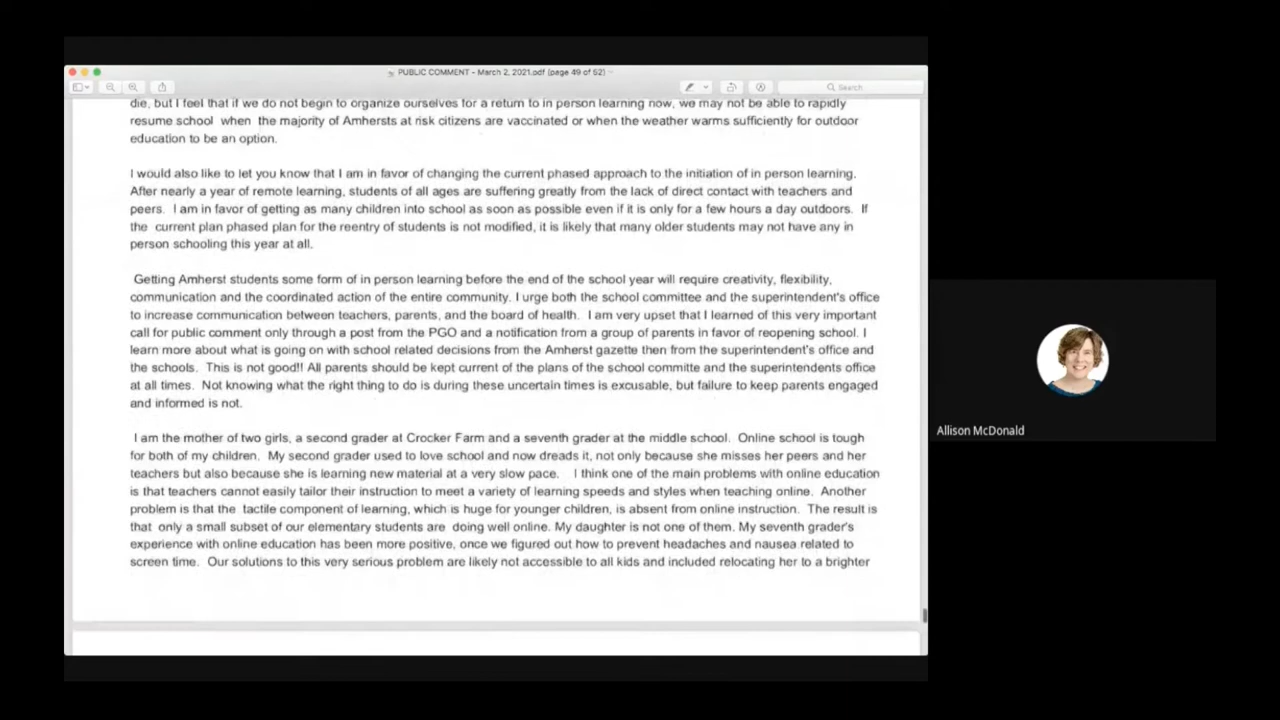 PUBLIC COMMENT - March 2, 2021.pdf (page 49 of 52)
Search
die, but I feel that if we do not begin to organize ourselves for a return to in person learning now, we may not be able to rapidly
resume school when the majority of Amhersts at risk citizens are vaccinated or when the weather warms sufficiently for outdoor
education to be an option.
I would also like to let you know that I am in favor of changing the current phased approach to the initiation of in person learning.
After nearly a year of remote learning, students of all ages are suffering greatly from the lack of direct contact with teachers and
peers. I am in favor of getting as many children into school as soon as possible even if it is only for a few hours a day outdoors. If
the current plan phased plan for the reentry of students is not modified, it is likely that many older students may not have any in
person schooling this year at all.
Getting Amherst students some form of in person learning before the end of the school year will require creativity, flexibility,
communication and the coordinated action of the entire community. I urge both the school committee and the superintendent's office
to increase communication between teachers, parents, and the board of health. I am very upset that I learned of this very important
call for public comment only through a post from the PGO and a notification from a group of parents in favor of reopening school. I
learn more about what is going on with school related decisions from the Amherst gazette then from the superintendent's office and
the schools. This is not good!! All parents should be kept current of the plans of the school committe and the superintendents office
at all times. Not knowing what the right thing to do is during these uncertain times is excusable, but failure to keep parents engaged
and informed is not.
I am the mother of two girls, a second grader at Crocker Farm and a seventh grader at the middle school. Online school is tough
for both of my children. My second grader used to love school and now dreads it, not only because she misses her peers and her
teachers but also because she is learning new material at a very slow pace. I think one of the main problems with online education
is that teachers cannot easily tailor their instruction to meet a variety of learning speeds and styles when teaching online. Another
problem is that the tactile component of learning, which is huge for younger children, is absent from online instruction. The result is
that only a small subset of our elementary students are doing well online. My daughter is not one of them. My seventh grader's
experience with online education has been more positive, once we figured out how to prevent headaches and nausea related to
screen time. Our solutions to this very serious problem are likely not accessible to all kids and included relocating her to a brighter
Allison McDonald